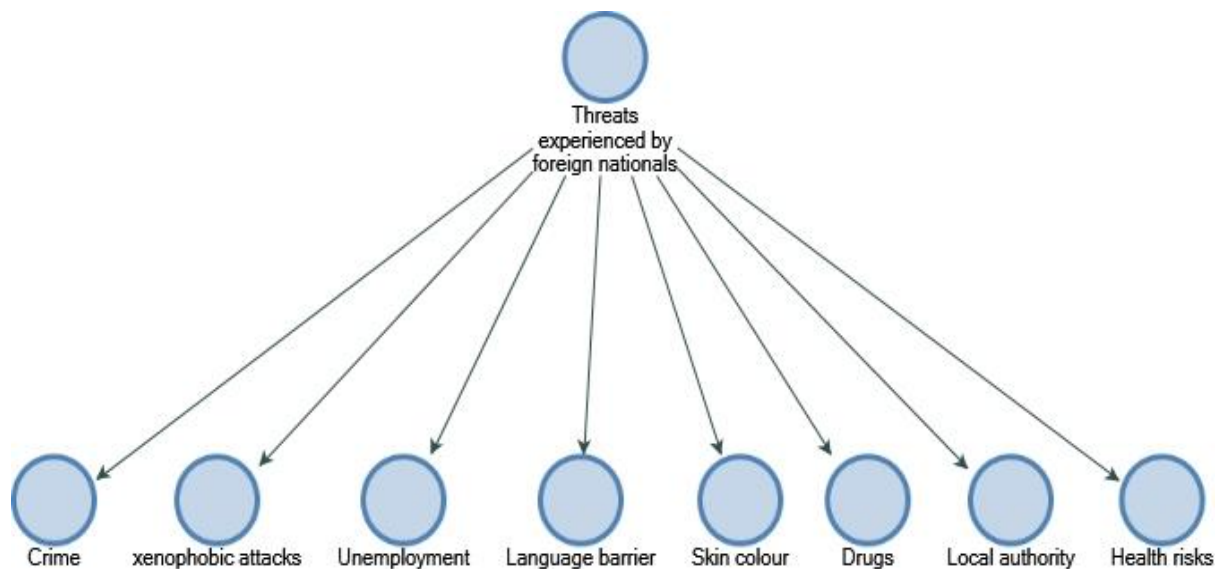 Threats
experienced by
foreign nationals
Crime
xenophobic attacks
Unemployment
Language barrier
Skin colour
Drugs
Local authority
Health risks